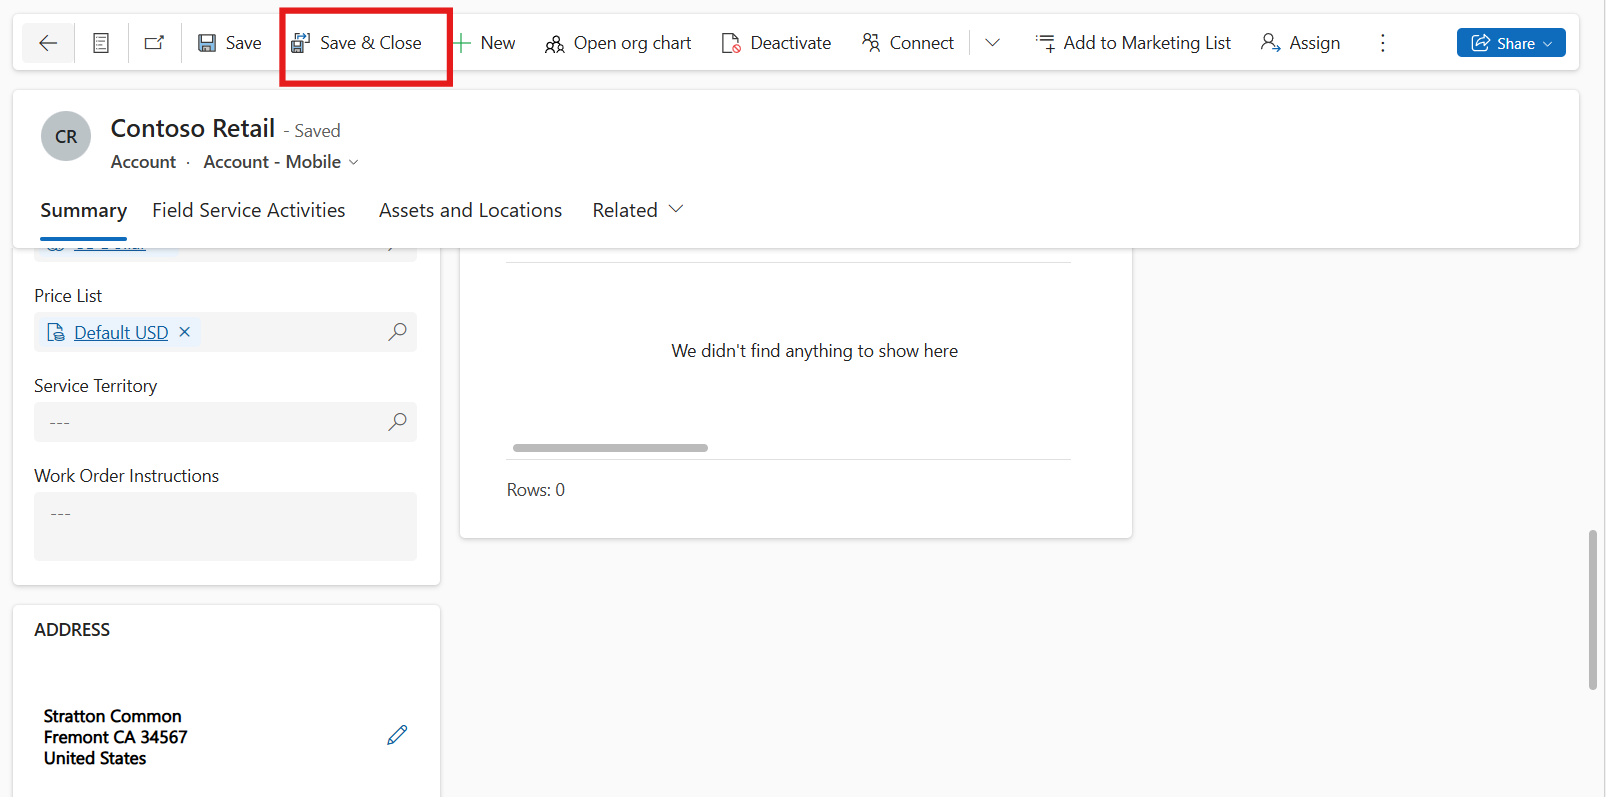 Save
Save & Close
New
Open org chart
Deactivate
Connect
Add to Marketing List
Assign
Share
CR
Contoso Retail - Saved
Account · Account - Mobile
Summary
Field Service Activities
Assets and Locations
Related
Price List
Default USD
Service Territory
---
Work Order Instructions
---
We didn't find anything to show here
Rows: 0
ADDRESS
Stratton Common
Fremont CA 34567
United States